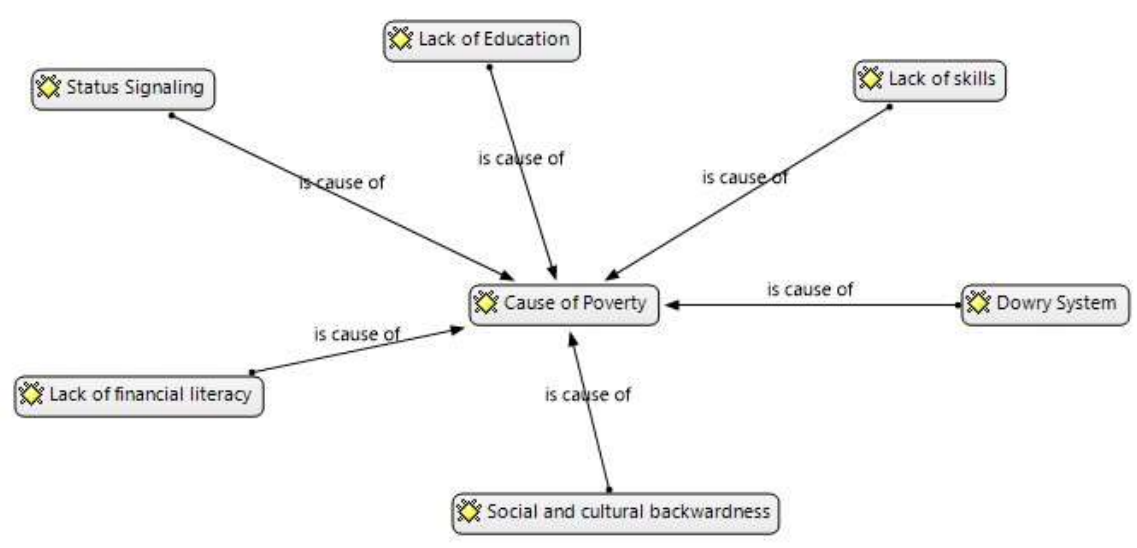 Lack of Education
Status Signaling
Lack of skills
is cause of
is cause of
is cause of
Cause of Poverty
is cause of
Dowry System
is cause of
Lack of financial literacy
is cause of
Social and cultural backwardness